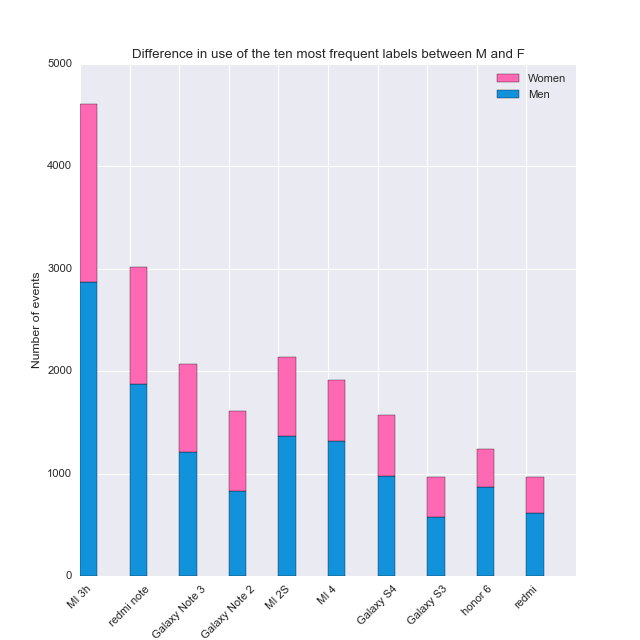 Difference in use of the ten most frequent labels between M and F
Women
Men
Number of events
5000
4000
3000
2000
1000
0
MI 3h
redmi note
Galaxy Note 3
Galaxy Note 2
MI 2S
MI 4
Galaxy S4
Galaxy S3
honor 6
redmi